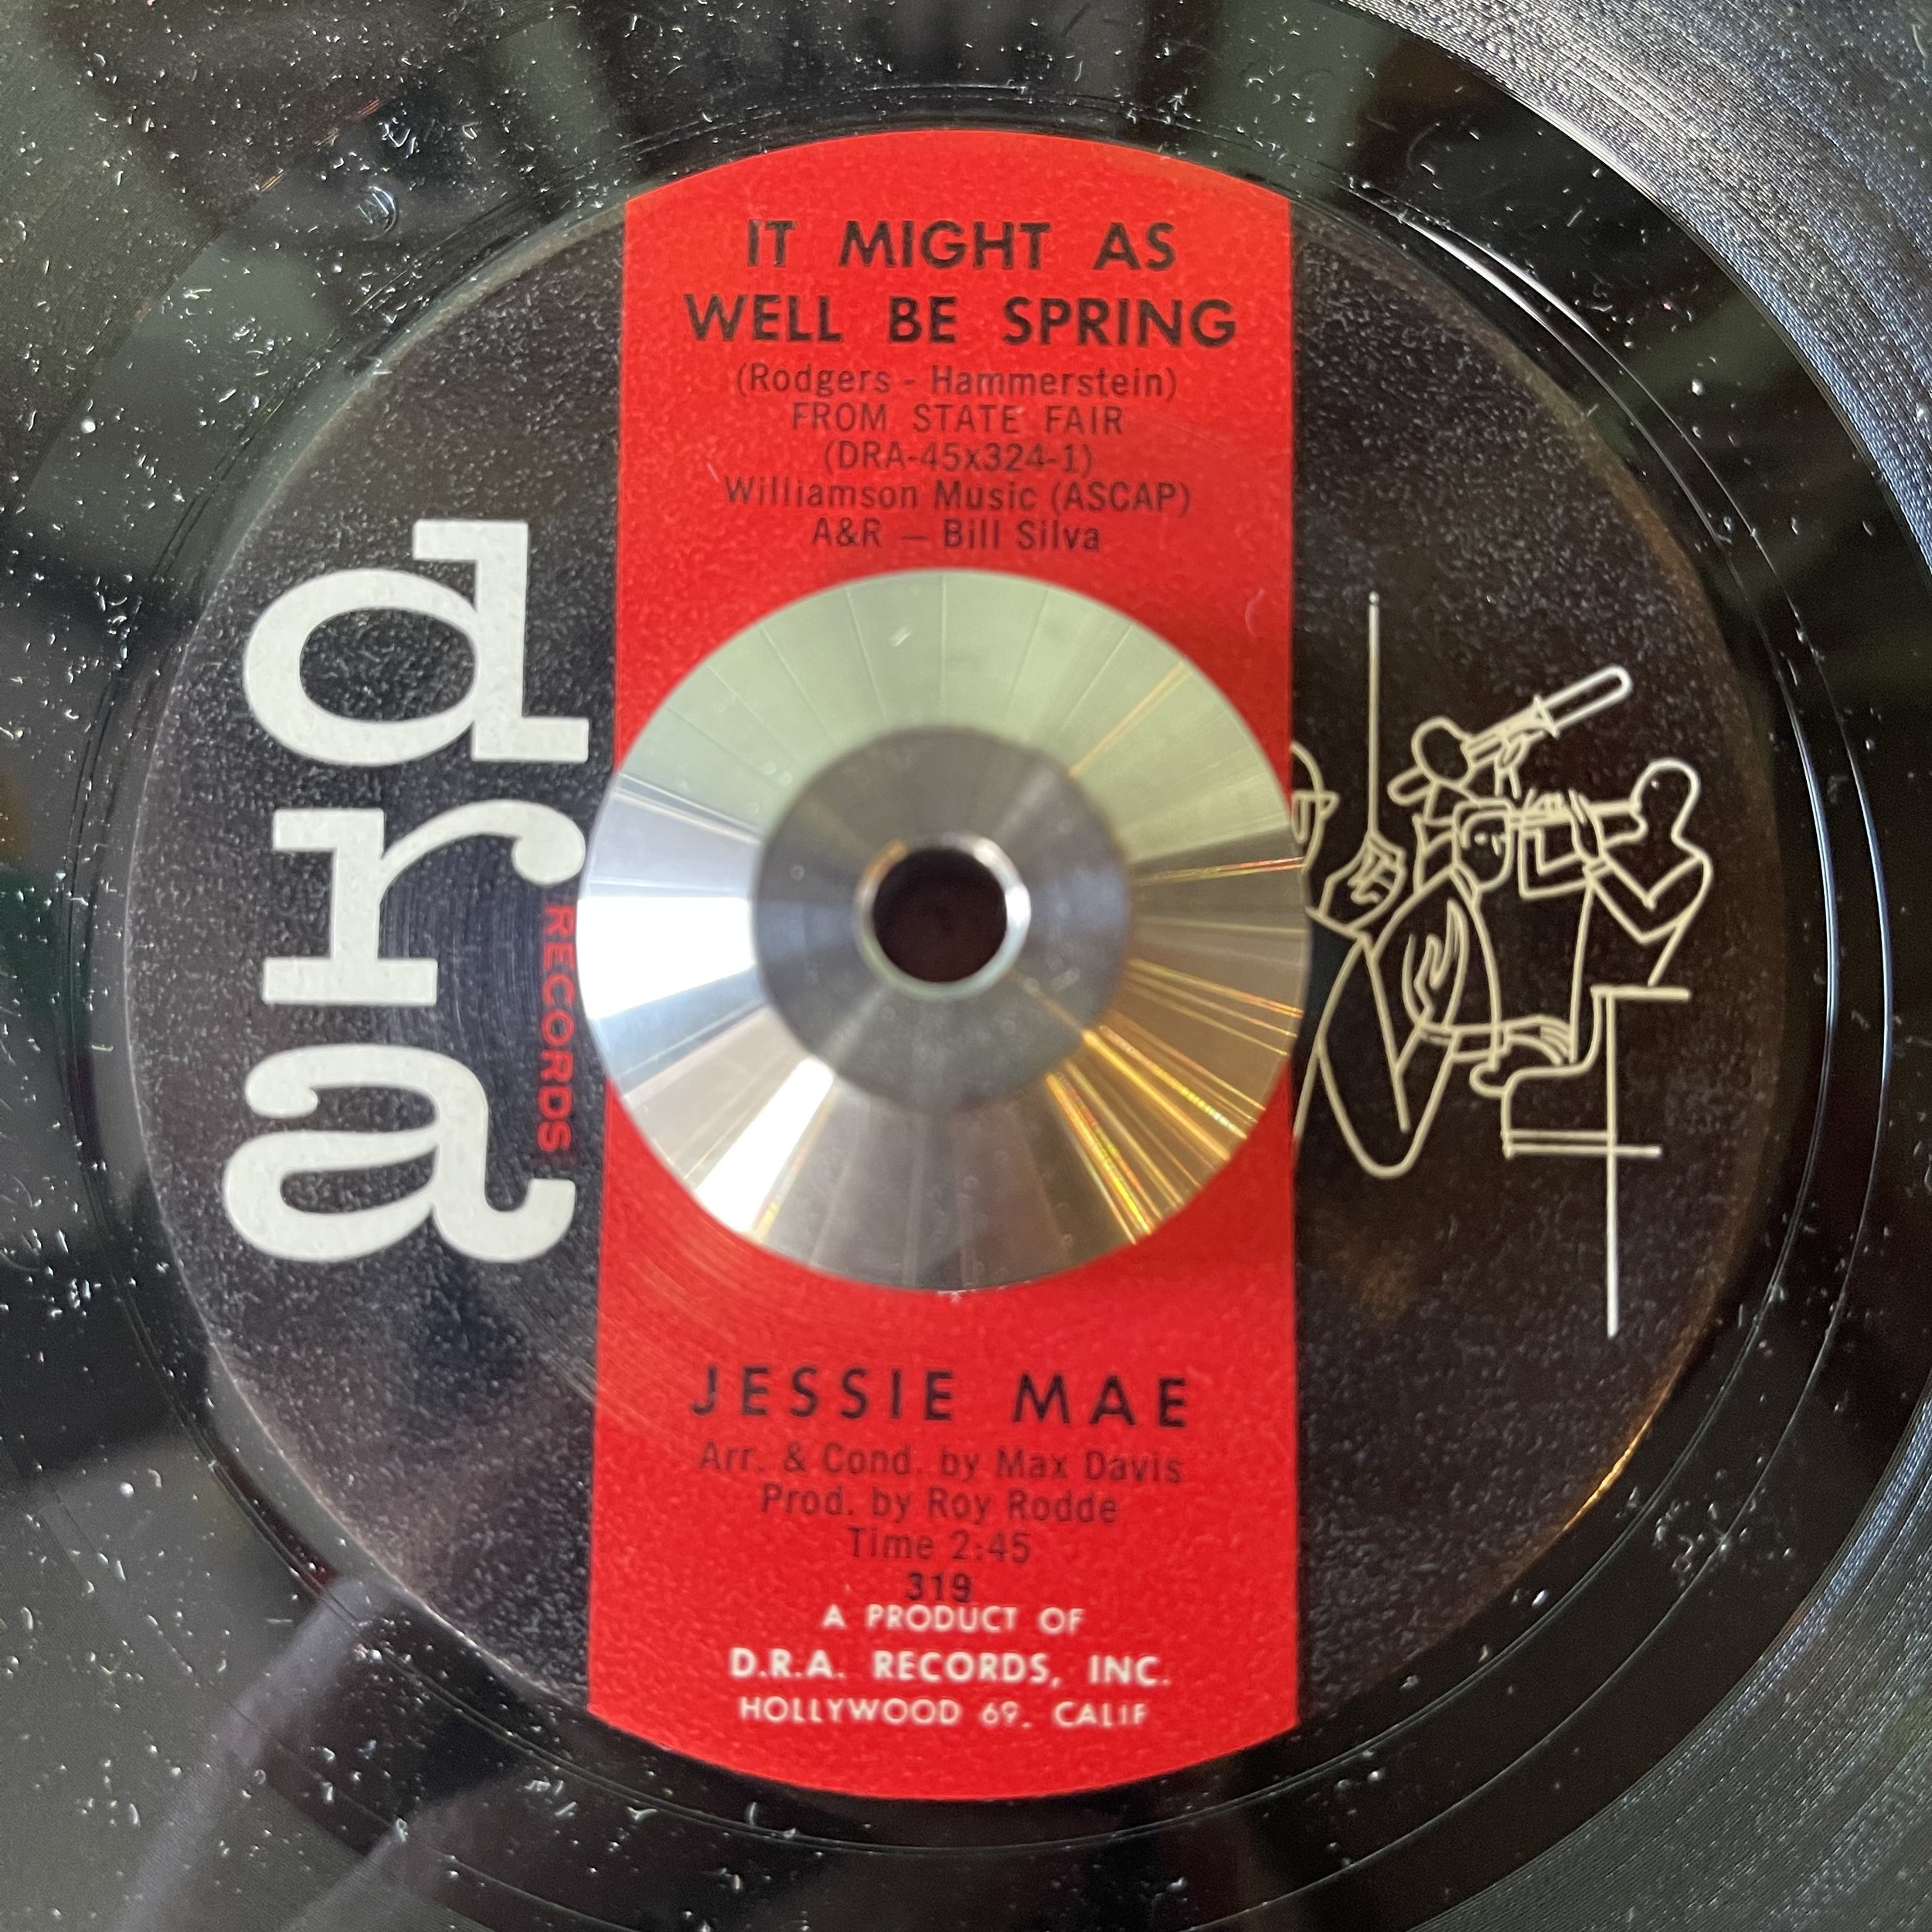 IT MIGHT AS
WELL BE SPRING
(Rodgers - Hammerstein)
FROM STATE FAIR
(DRA-45x324-1)
Williamson Music (ASCAP)
A&R — Bill Silva
dra
RECORDS
JESSIE MAE
Arr. & Cond. by Max Davis
Prod. by Roy Rodde
Time 2:45
319
A PRODUCT OF
D.R.A. RECORDS, INC.
HOLLYWOOD 69, CALIF